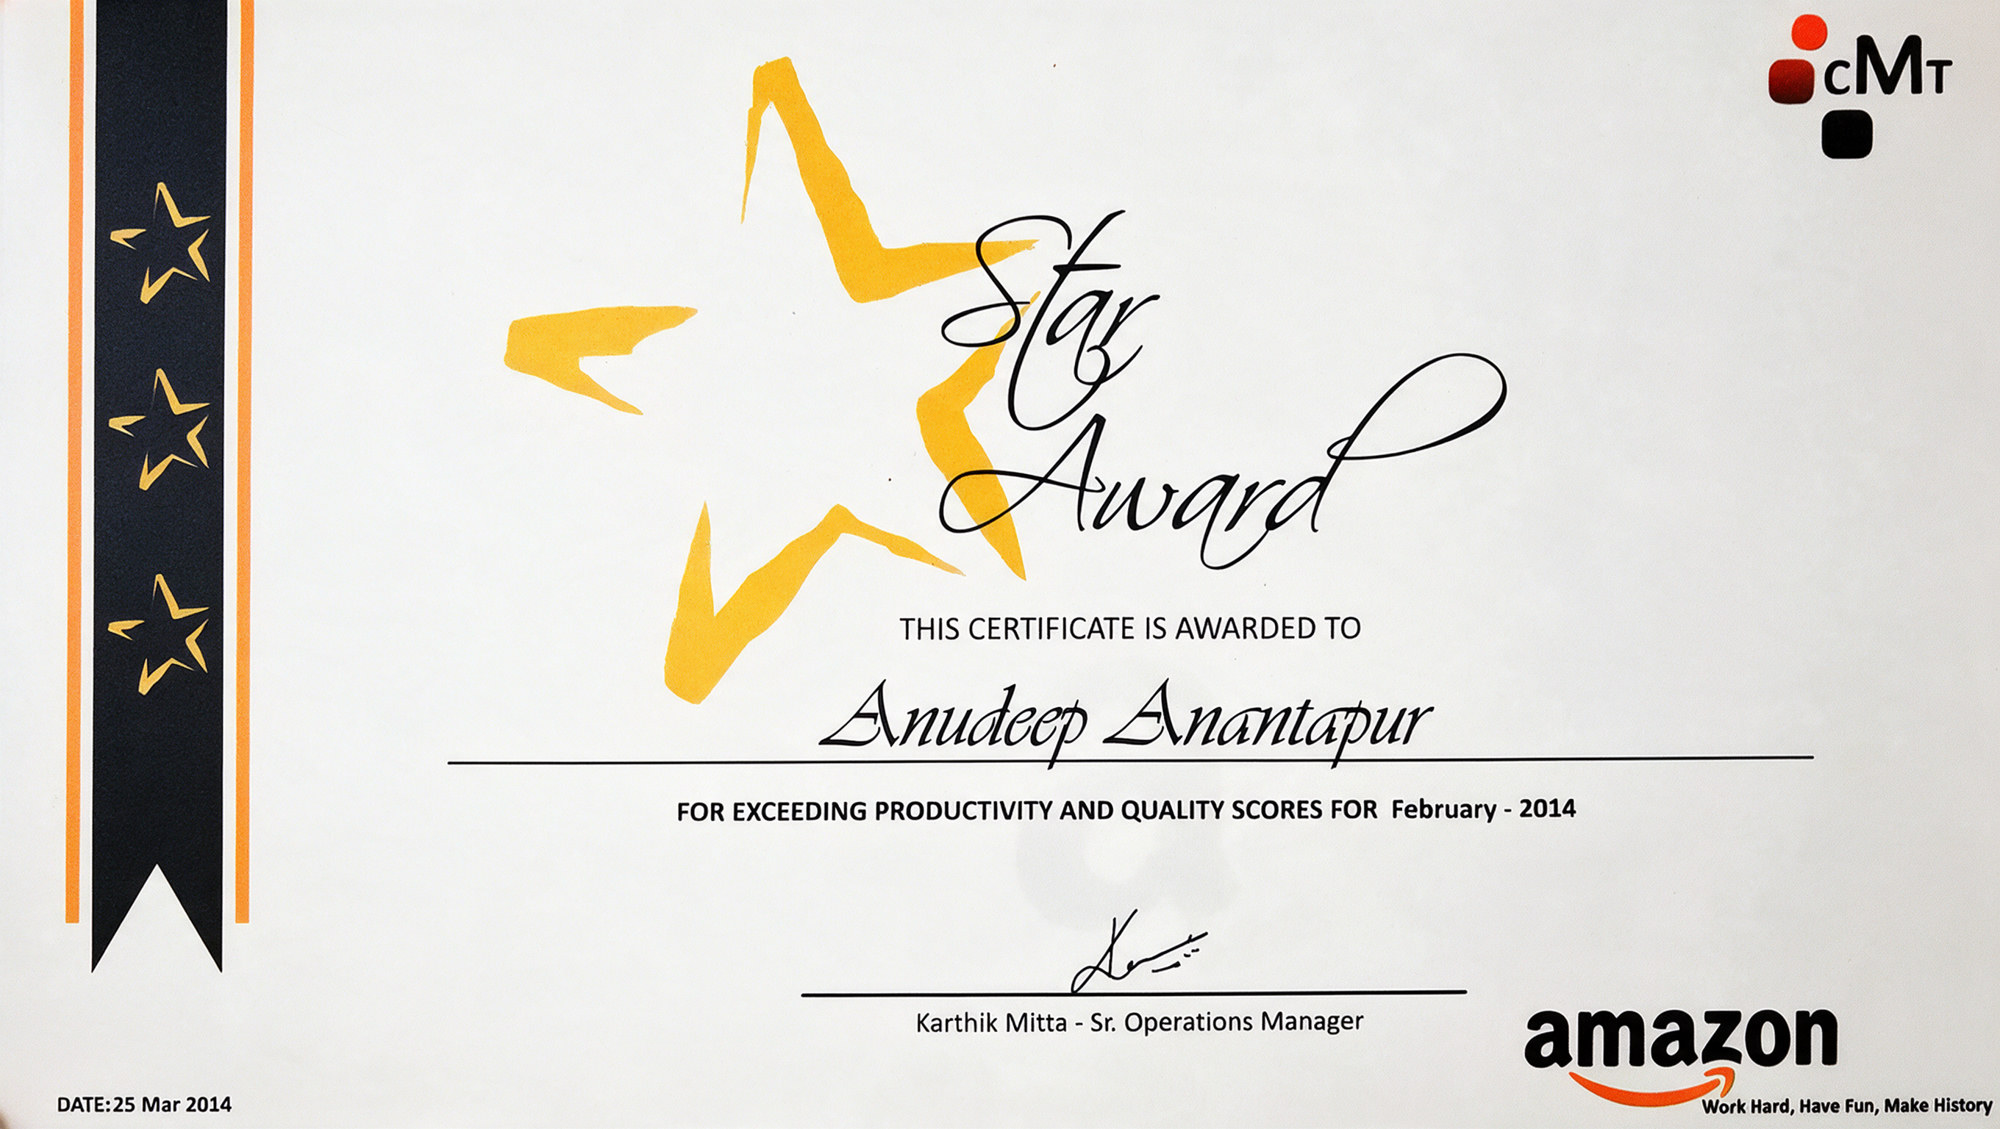 cMT
Star
Award
THIS CERTIFICATE IS AWARDED TO
Anudeep Anantapur
FOR EXCEEDING PRODUCTIVITY AND QUALITY SCORES FOR February - 2014
Karthik Mitta - Sr. Operations Manager
amazon
Work Hard, Have Fun, Make History
DATE:25 Mar 2014